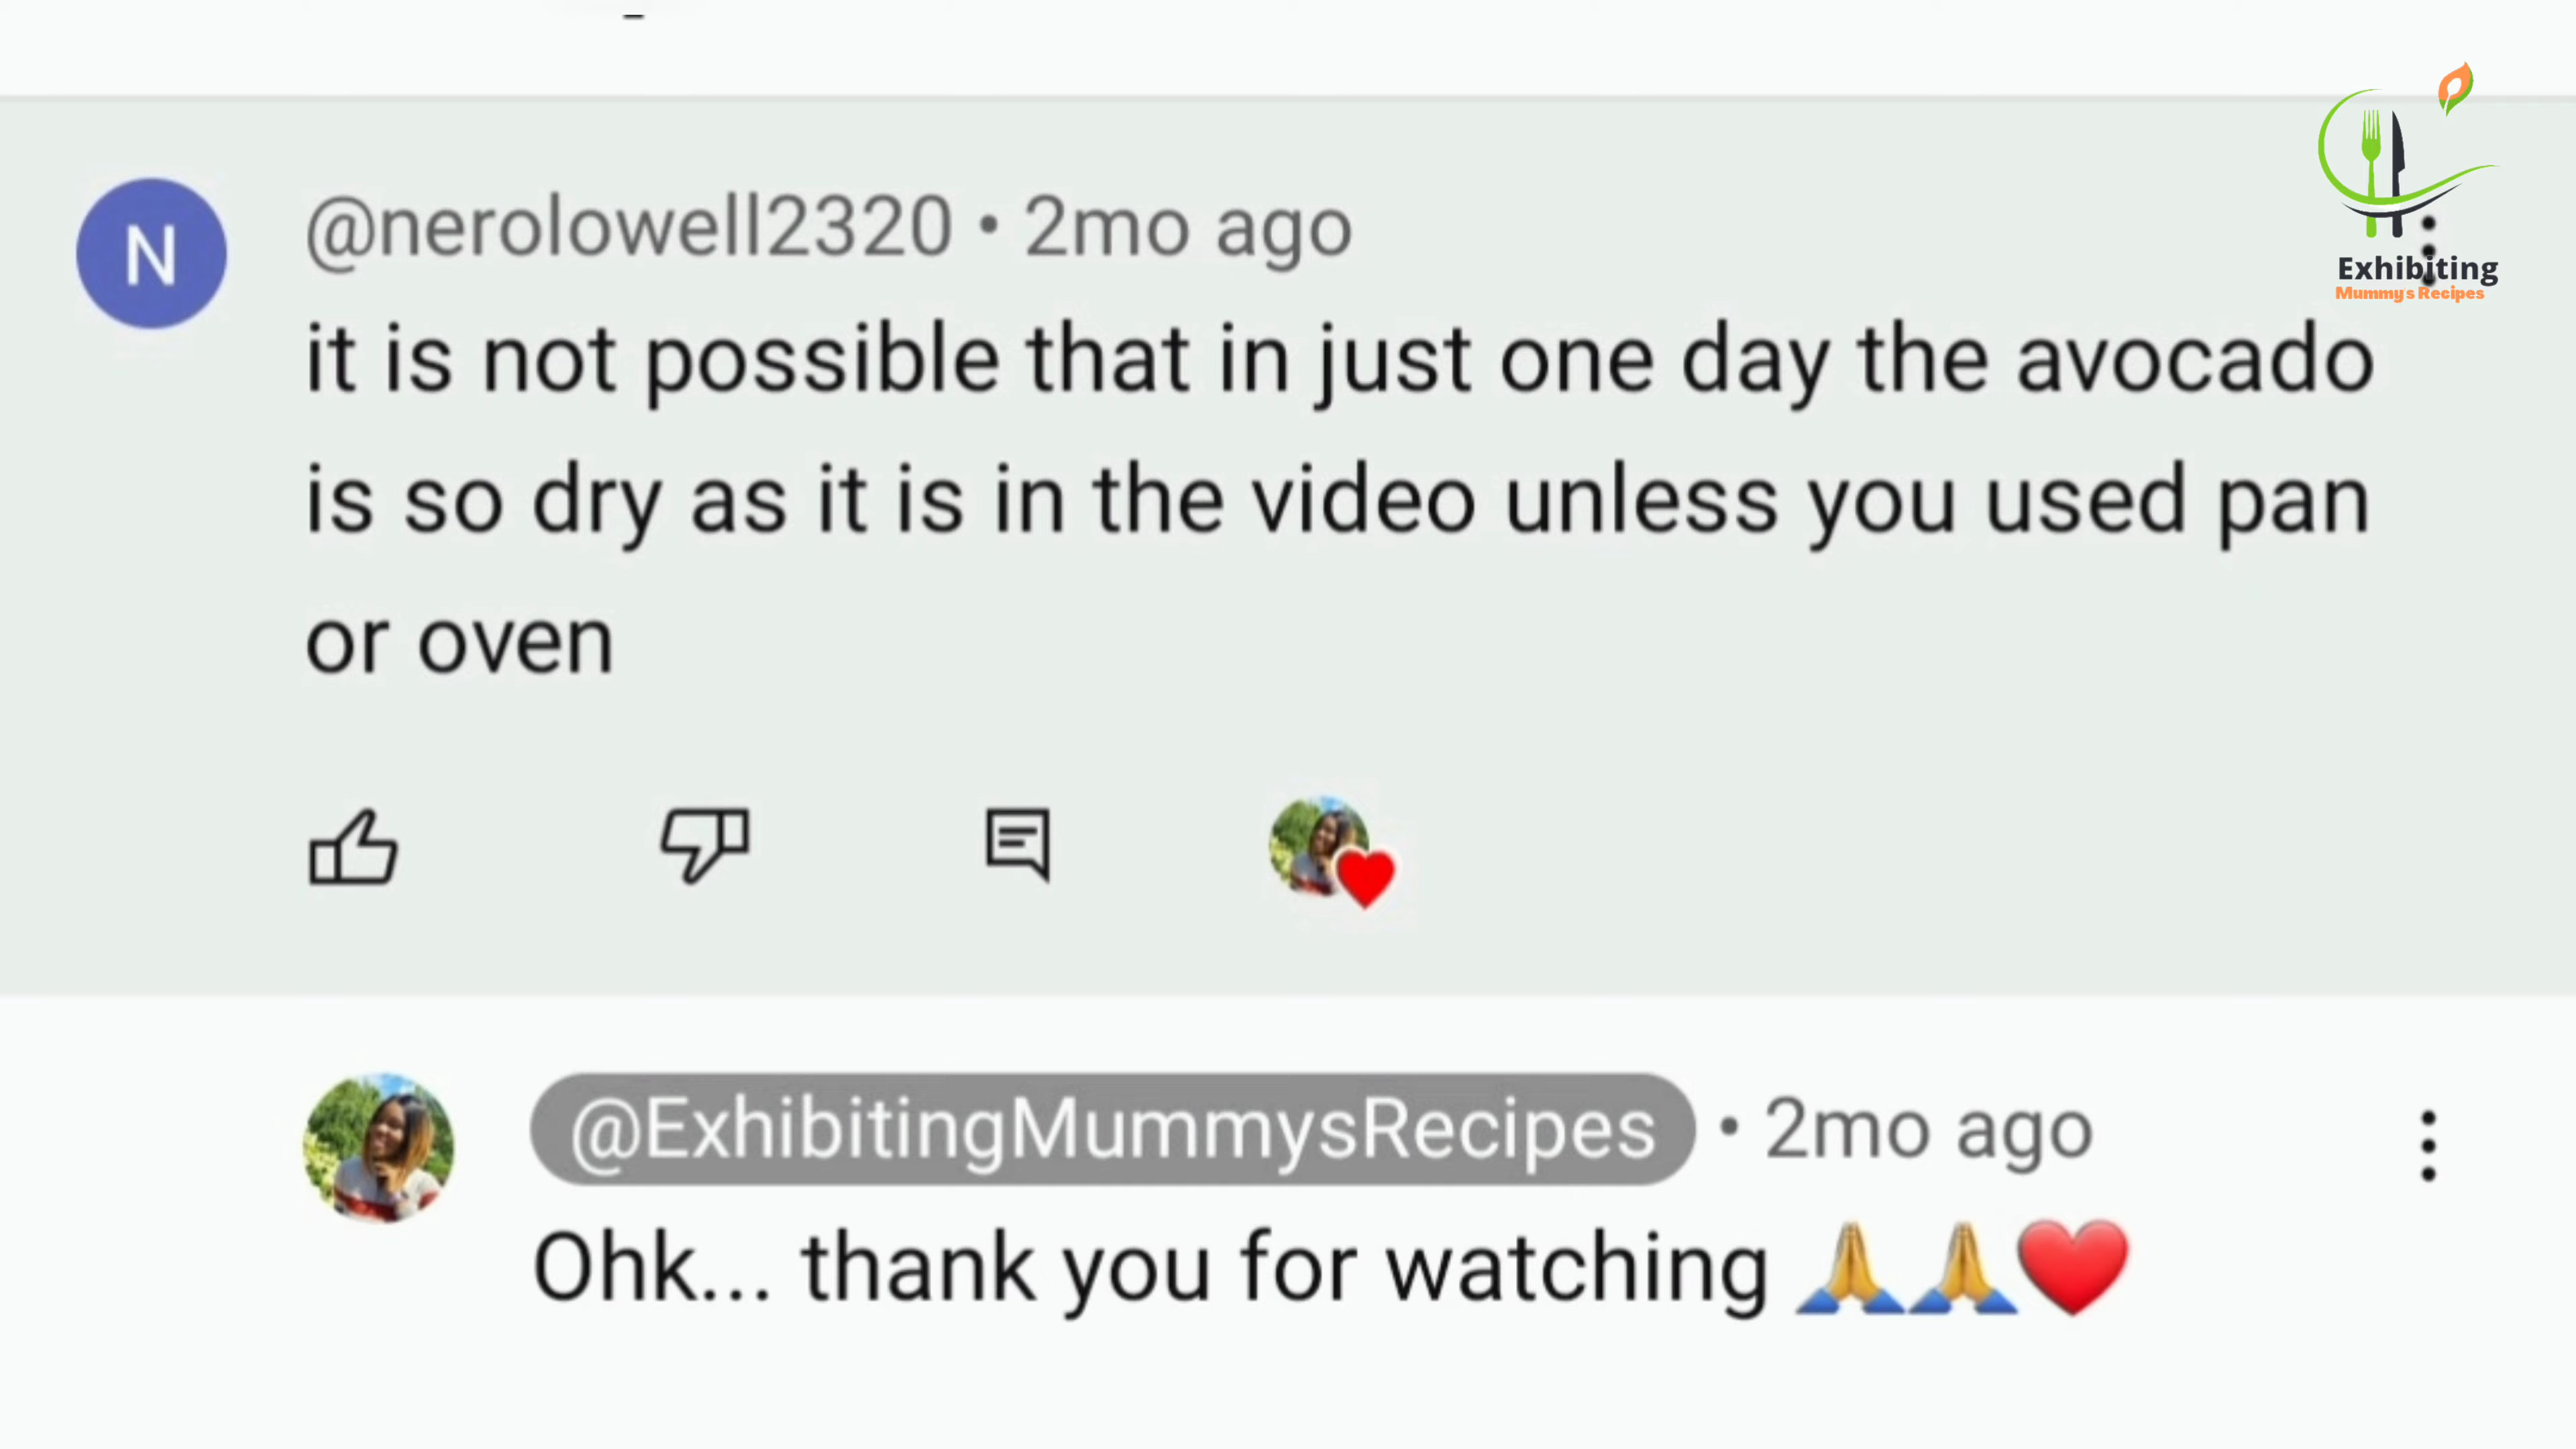 N
@nerolowell2320 • 2mo ago
it is not possible that in just one day the avocado
is so dry as it is in the video unless you used pan
or oven
Exhibiting
Mummy's Recipes
@ExhibitingMummysRecipes • 2mo ago
Ohk... thank you for watching 🙏🙏❤️